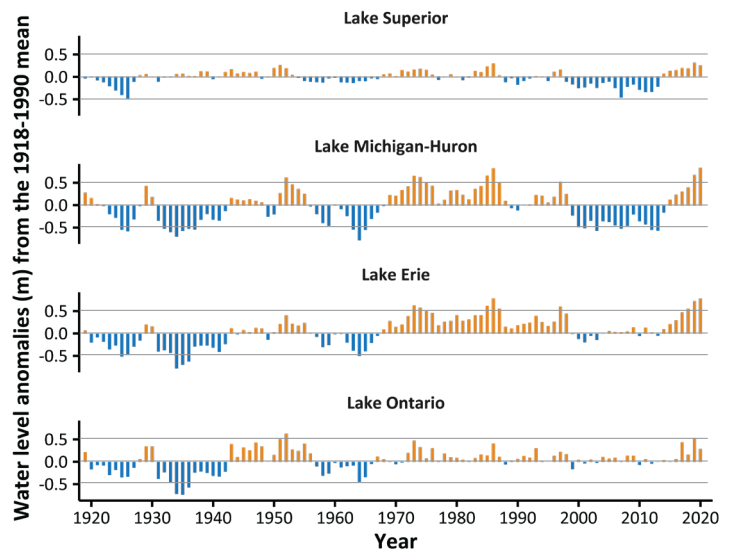 Lake Superior
0.5
0.0
-0.5
Lake Michigan-Huron
0.5
0.0
-0.5
Lake Erie
0.5
0.0
-0.5
Lake Ontario
0.5
0.0
-0.5
1920 1930 1940 1950 1960 1970 1980 1990 2000 2010 2020
Year
Water level anomalies (m) from the 1918-1990 mean